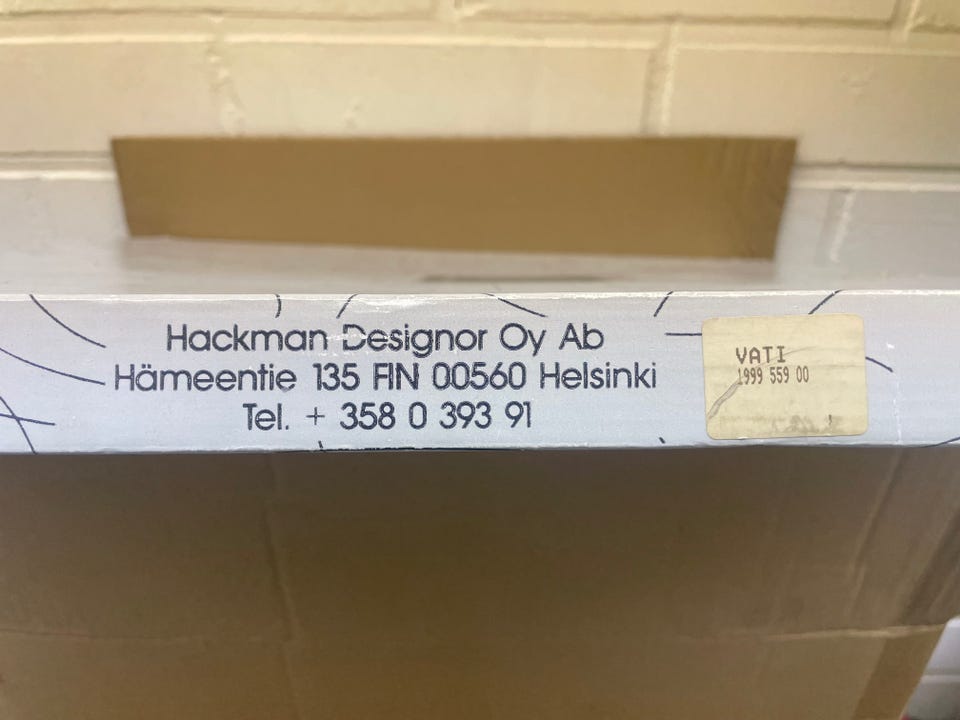 Hackman Designor Oy Ab
Hämeentie 135 FIN 00560 Helsinki
Tel. + 358 0 393 91
VATI
1999 559 00